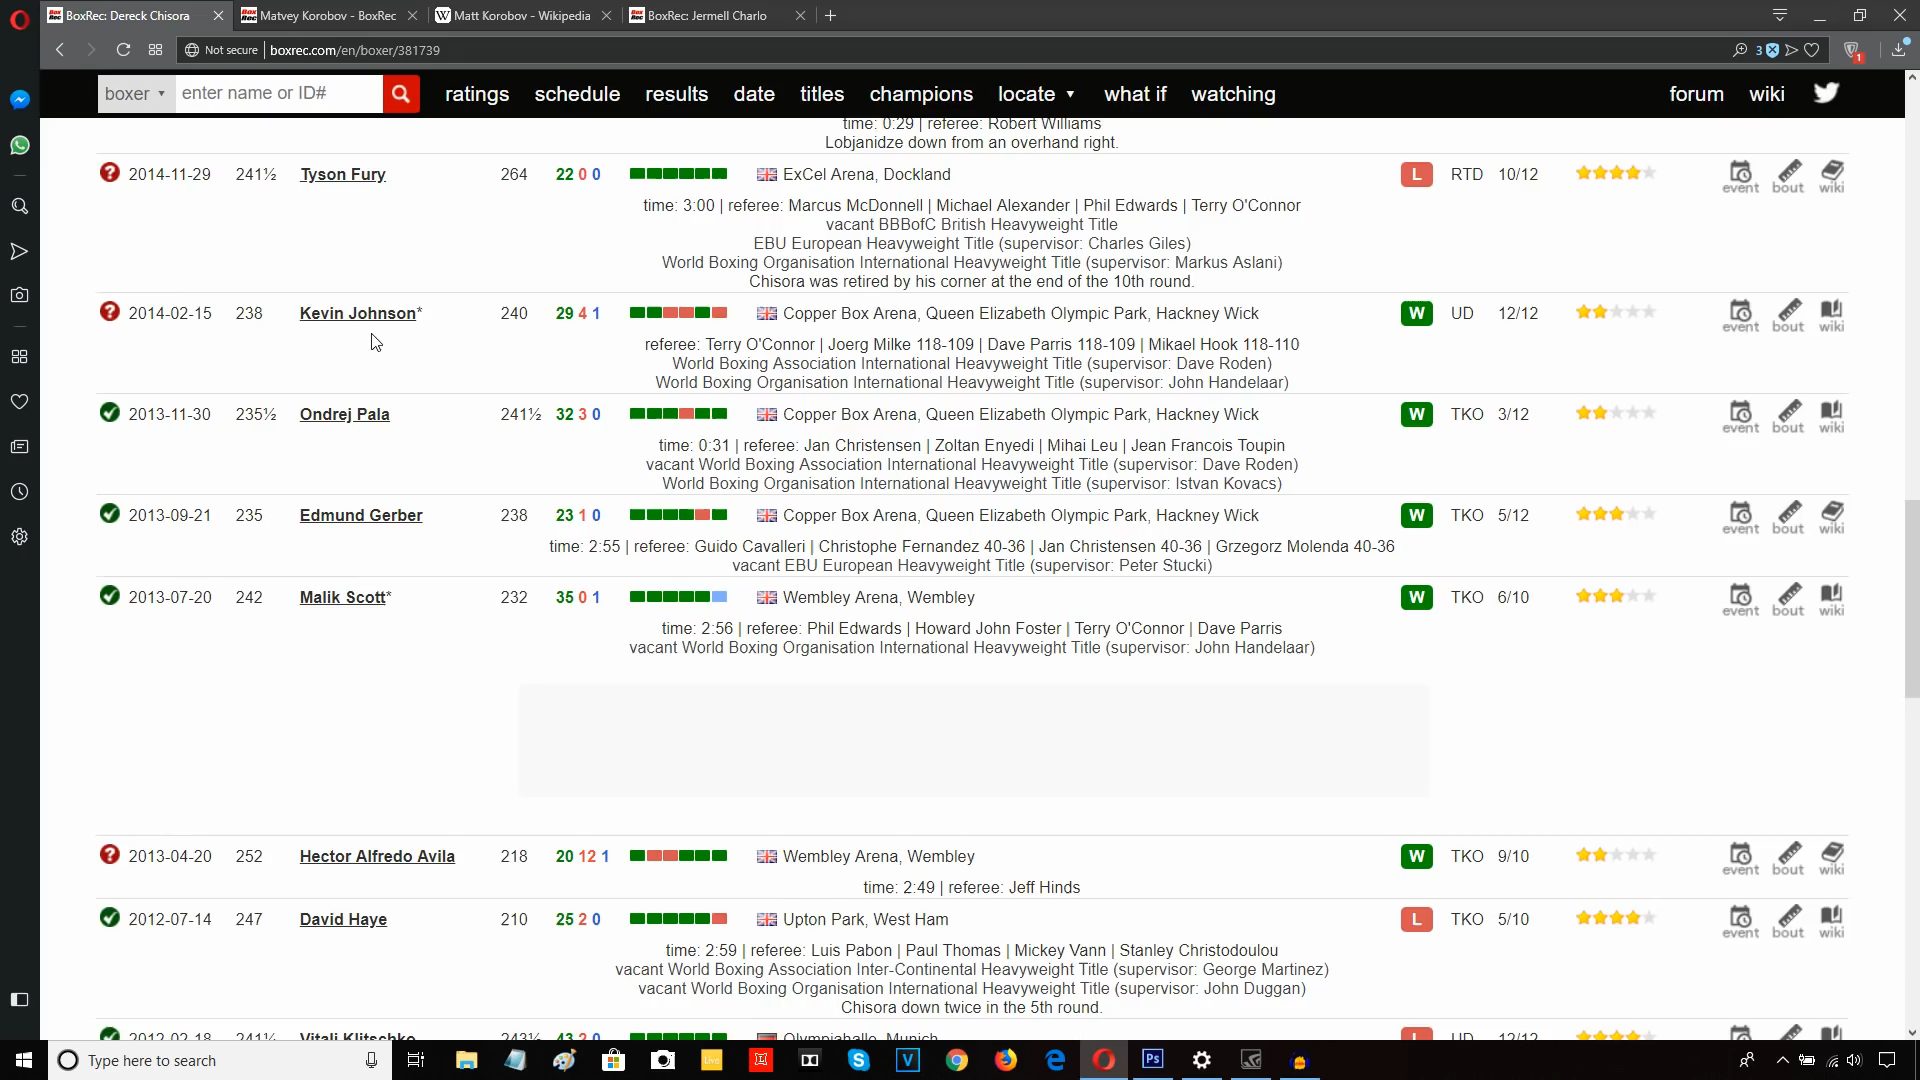 BoxRec: Dereck Chisora
Matvey Korobov - BoxRec
Matt Korobov - Wikipedia
BoxRec: Jermell Charlo
Not secure | boxrec.com/en/boxer/381739
3
1
boxer enter name or ID# ratings schedule results date titles champions locate what if watching forum wiki
time: 0:29 | referee: Robert Williams
Lobjanidze down from an overhand right.
2014-11-29 241½ Tyson Fury 264 22 0 0 ExCel Arena, Dockland L RTD 10/12 event bout wiki
time: 3:00 | referee: Marcus McDonnell | Michael Alexander | Phil Edwards | Terry O'Connor
vacant BBBofC British Heavyweight Title
EBU European Heavyweight Title (supervisor: Charles Giles)
World Boxing Organisation International Heavyweight Title (supervisor: Markus Aslani)
Chisora was retired by his corner at the end of the 10th round.
2014-02-15 238 Kevin Johnson* 240 29 4 1 Copper Box Arena, Queen Elizabeth Olympic Park, Hackney Wick W UD 12/12 event bout wiki
referee: Terry O'Connor | Joerg Milke 118-109 | Dave Parris 118-109 | Mikael Hook 118-110
World Boxing Association International Heavyweight Title (supervisor: Dave Roden)
World Boxing Organisation International Heavyweight Title (supervisor: John Handelaar)
2013-11-30 235½ Ondrej Pala 241½ 32 3 0 Copper Box Arena, Queen Elizabeth Olympic Park, Hackney Wick W TKO 3/12 event bout wiki
time: 0:31 | referee: Jan Christensen | Zoltan Enyedi | Mihai Leu | Jean Francois Toupin
vacant World Boxing Association International Heavyweight Title (supervisor: Dave Roden)
World Boxing Organisation International Heavyweight Title (supervisor: Istvan Kovacs)
2013-09-21 235 Edmund Gerber 238 23 1 0 Copper Box Arena, Queen Elizabeth Olympic Park, Hackney Wick W TKO 5/12 event bout wiki
time: 2:55 | referee: Guido Cavalleri | Christophe Fernandez 40-36 | Jan Christensen 40-36 | Grzegorz Molenda 40-36
vacant EBU European Heavyweight Title (supervisor: Peter Stucki)
2013-07-20 242 Malik Scott* 232 35 0 1 Wembley Arena, Wembley W TKO 6/10 event bout wiki
time: 2:56 | referee: Phil Edwards | Howard John Foster | Terry O'Connor | Dave Parris
vacant World Boxing Organisation International Heavyweight Title (supervisor: John Handelaar)
2013-04-20 252 Hector Alfredo Avila 218 20 12 1 Wembley Arena, Wembley W TKO 9/10 event bout wiki
time: 2:49 | referee: Jeff Hinds
2012-07-14 247 David Haye 210 25 2 0 Upton Park, West Ham L TKO 5/10 event bout wiki
time: 2:59 | referee: Luis Pabon | Paul Thomas | Mickey Vann | Stanley Christodoulou
vacant World Boxing Association Inter-Continental Heavyweight Title (supervisor: George Martinez)
vacant World Boxing Organisation International Heavyweight Title (supervisor: John Duggan)
Chisora down twice in the 5th round.
2012-02-18 241½ Vitali Klitschko 243½ 43 2 0 Olympiahalle, Munich L UD 12/12
Type here to search
Ps